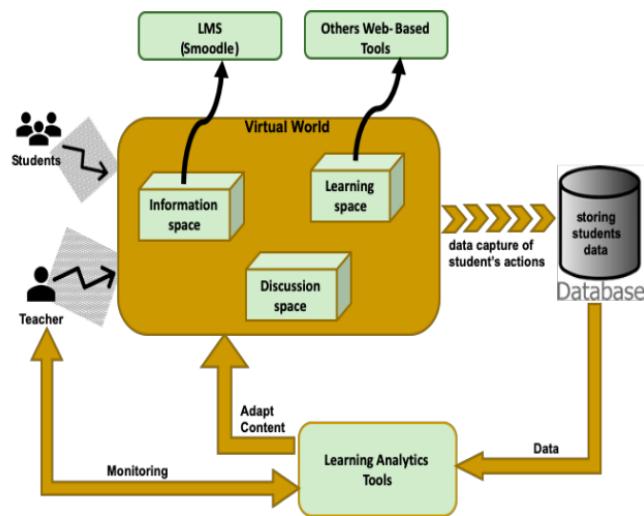 LMS
(Smoodle)
Others Web- Based
Tools
Virtual World
Students
Information
space
Learning
space
Discussion
space
Teacher
data capture of
student's actions
storing
students
data
Database
Adapt
Content
Monitoring
Learning Analytics
Tools
Data